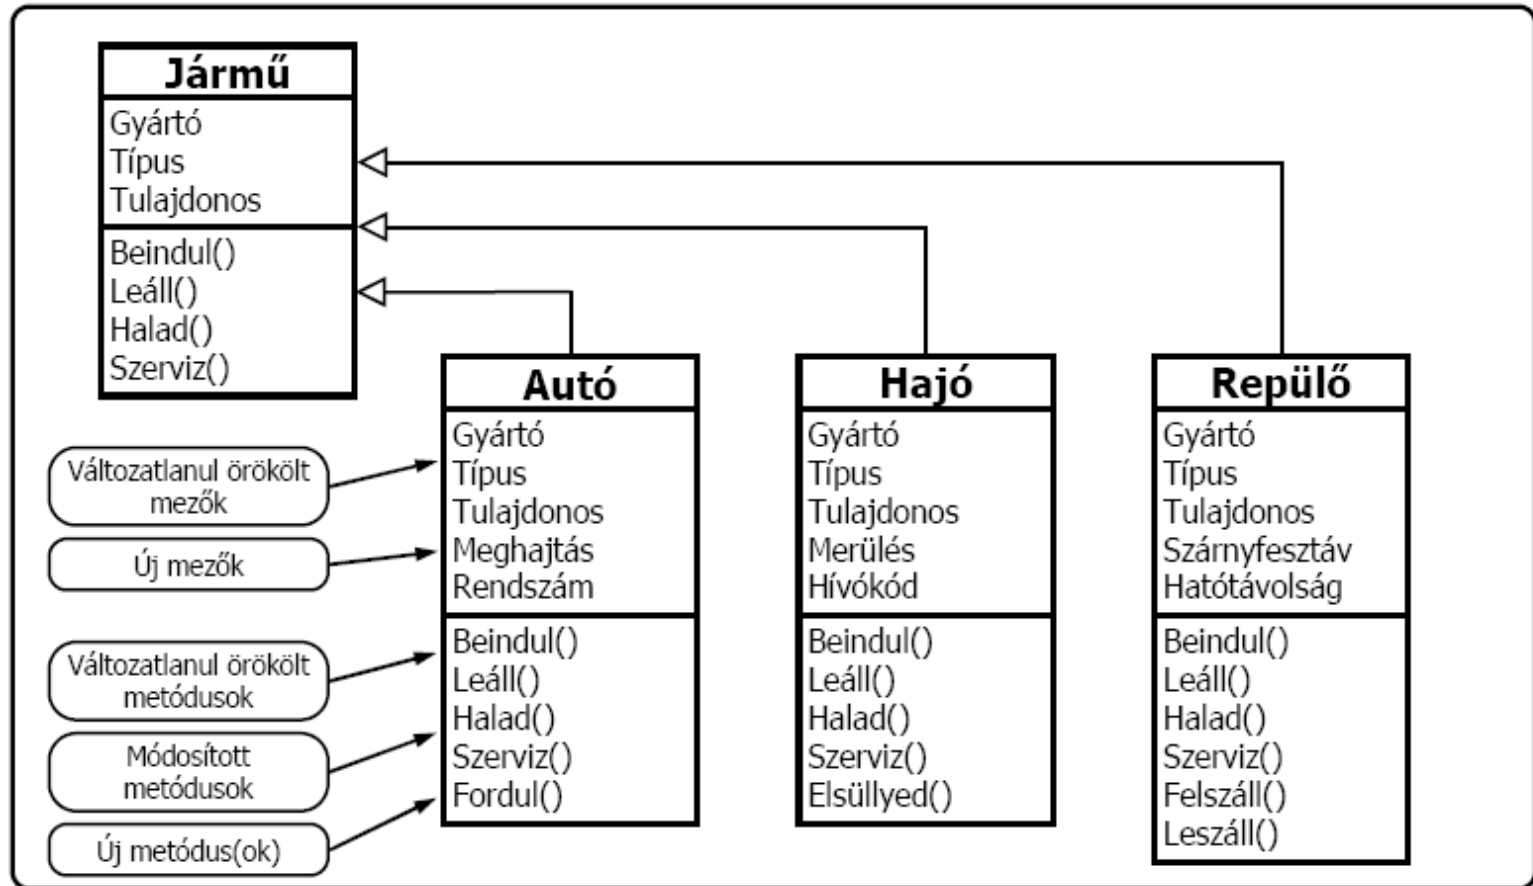 Jármű
Gyártó
Típus
Tulajdonos
Beindul()
Leáll()
Halad()
Szerviz()
Változatlanul örökölt
mezők
Új mezők
Változatlanul örökölt
metódusok
Módosított
metódusok
Új metódus(ok)
Autó
Gyártó
Típus
Tulajdonos
Meghajtás
Rendszám
Beindul()
Leáll()
Halad()
Szerviz()
Fordul()
Hajó
Gyártó
Típus
Tulajdonos
Merülés
Hívókód
Beindul()
Leáll()
Halad()
Szerviz()
Elsüllyed()
Repülő
Gyártó
Típus
Tulajdonos
Szárnyfesztáv
Hatótávolság
Beindul()
Leáll()
Halad()
Szerviz()
Felszáll()
Leszáll()